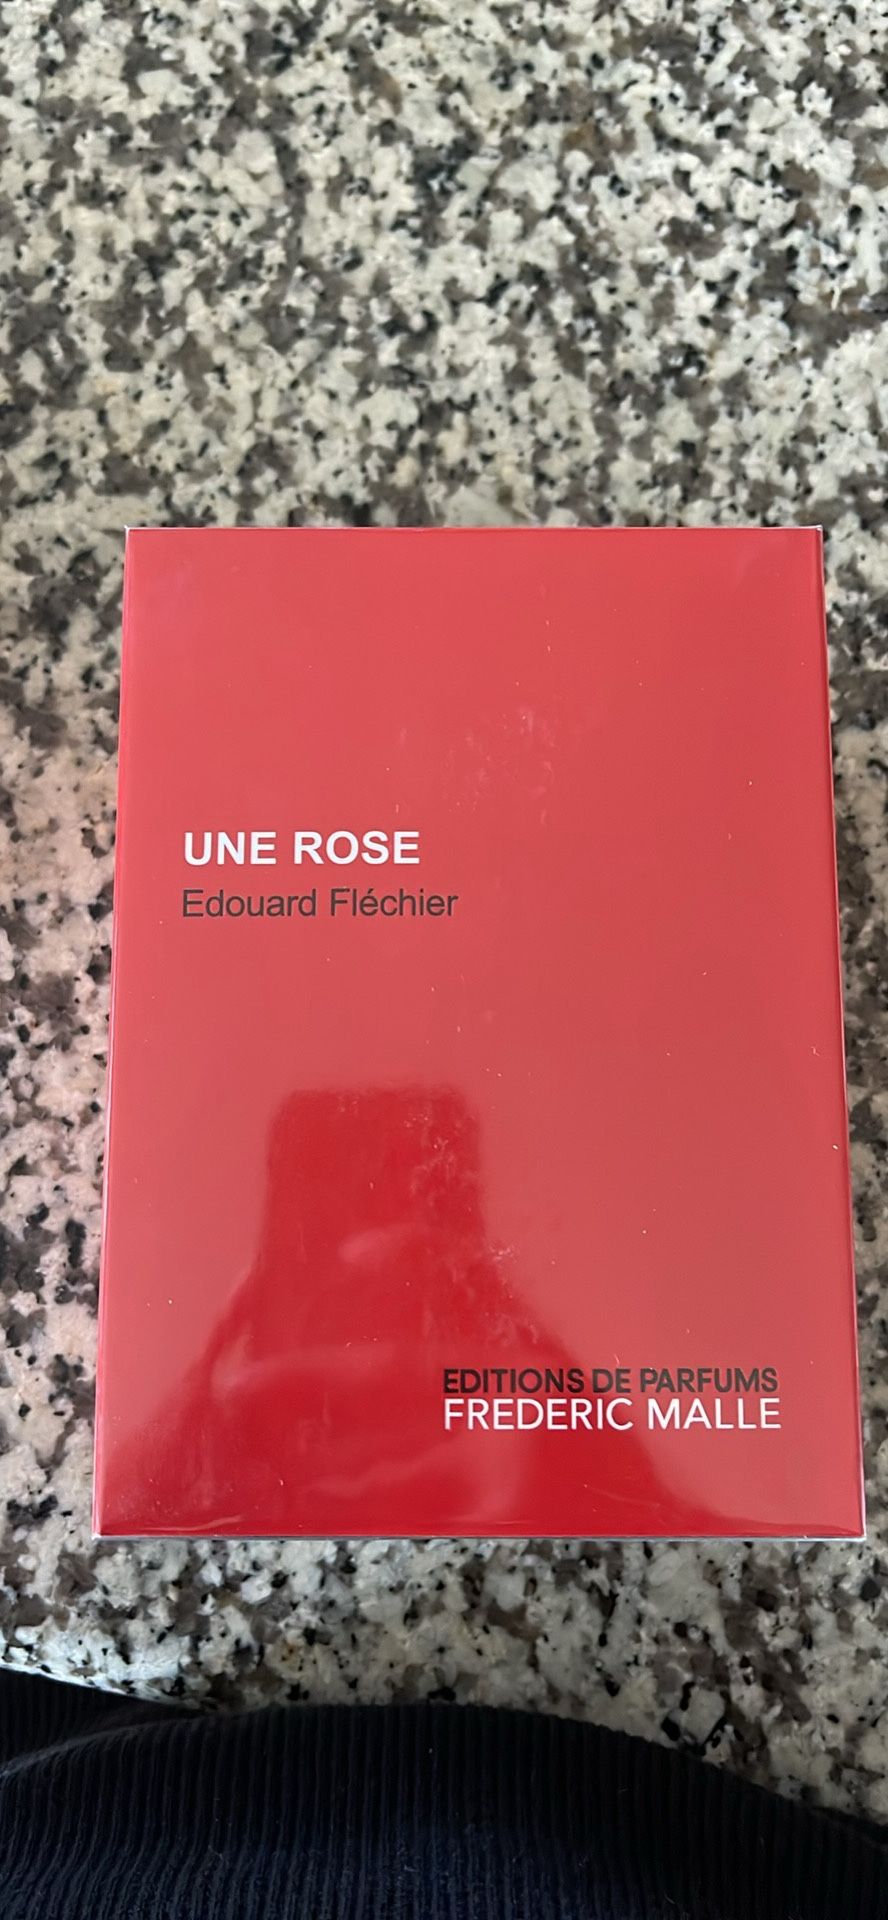 UNE ROSE
Edouard Fléchier
EDITIONS DE PARFUMS
FREDERIC MALLE